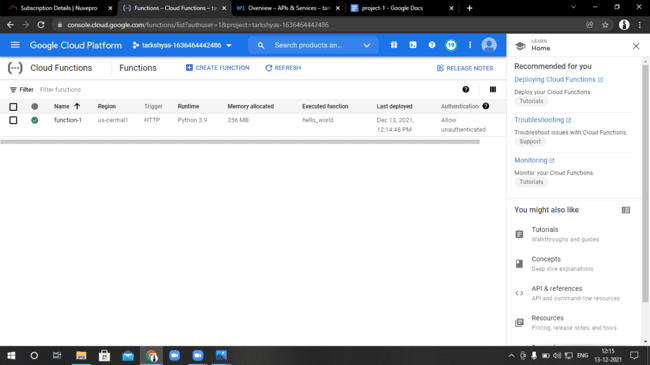 Subscription Details | Nuvepro
Functions – Cloud Functions – ta
Overview – APIs & Services – tar
project-1 - Google Docs
console.cloud.google.com/functions/list?authuser=1&project=tarkshyas-1636464442486
Google Cloud Platform
tarkshyas-1636464442486
Search products an...
19
Cloud Functions
Functions
CREATE FUNCTION
REFRESH
RELEASE NOTES
Filter Filter functions
Name Region Trigger Runtime Memory allocated Executed function Last deployed Authentication
function-1 us-central1 HTTP Python 3.9 256 MB hello_world Dec 13, 2021, Allow
12:14:48 PM unauthenticated
LEARN
Home
Recommended for you
Deploying Cloud Functions
Deploy your Cloud Functions.
Tutorials
Troubleshooting
Troubleshoot issues with Cloud Functions.
Support
Monitoring
Monitor your Cloud Functions.
Tutorials
You might also like
Tutorials
Walkthroughs and guides
Concepts
Deep dive explanations
API & references
API and command-line resources
Resources
Pricing, release notes, and tools
ENG
12:15
13-12-2021